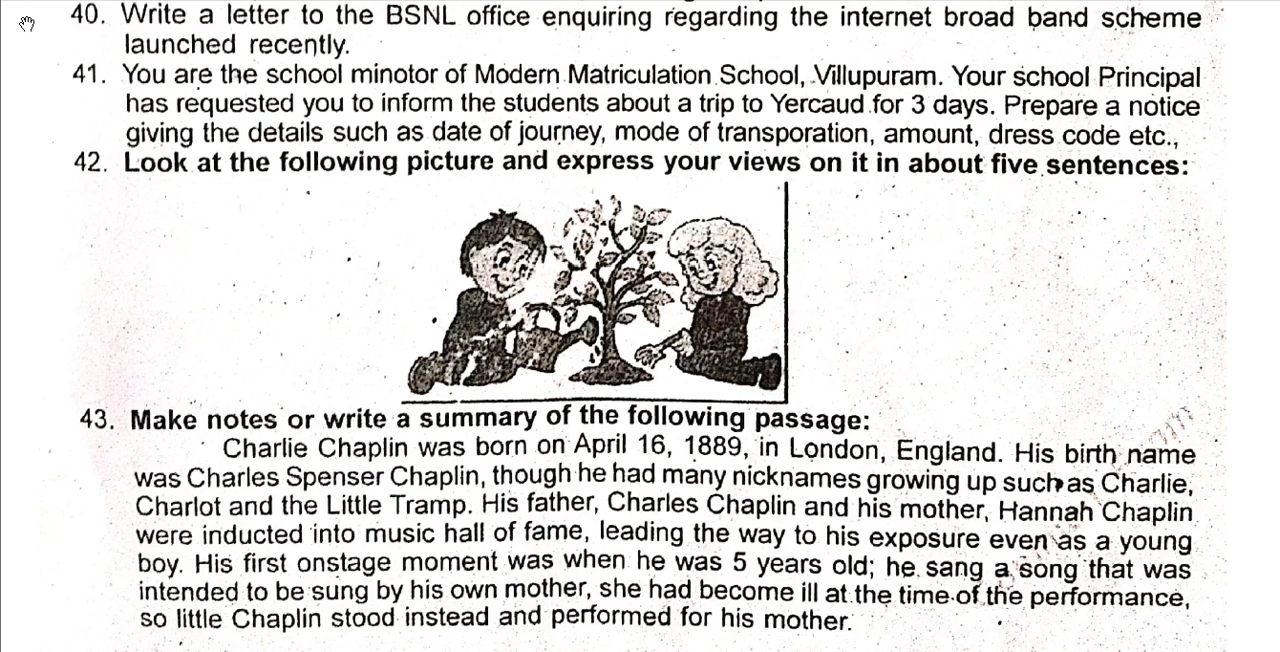 40. Write a letter to the BSNL office enquiring regarding the internet broad band scheme
launched recently.
41. You are the school minotor of Modern Matriculation School, Villupuram. Your school Principal
has requested you to inform the students about a trip to Yercaud for 3 days. Prepare a notice
giving the details such as date of journey, mode of transporation, amount, dress code etc.,
42. Look at the following picture and express your views on it in about five sentences:
43. Make notes or write a summary of the following passage:
Charlie Chaplin was born on April 16, 1889, in London, England. His birth name
was Charles Spenser Chaplin, though he had many nicknames growing up such as Charlie,
Charlot and the Little Tramp. His father, Charles Chaplin and his mother, Hannah Chaplin
were inducted into music hall of fame, leading the way to his exposure even as a young
boy. His first onstage moment was when he was 5 years old; he sang a song that was
intended to be sung by his own mother, she had become ill at the time of the performance,
so little Chaplin stood instead and performed for his mother.